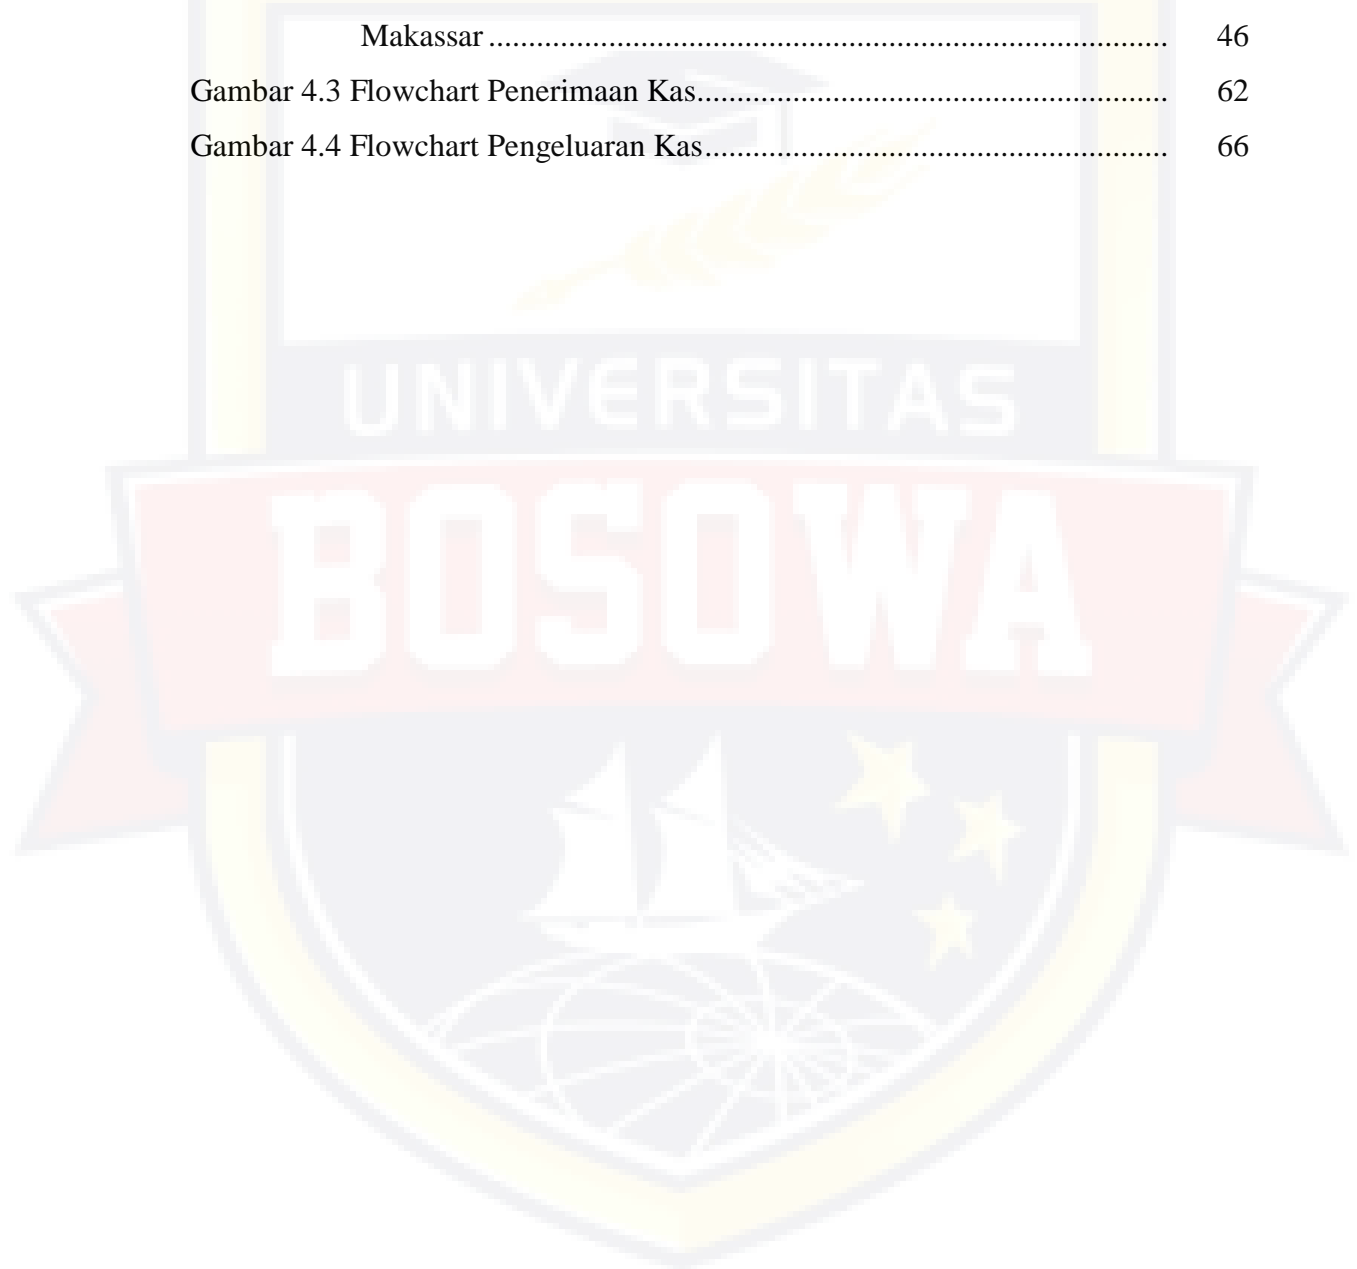 Makassar ........................................................................ 46
Gambar 4.3 Flowchart Penerimaan Kas.................................................. 62
Gambar 4.4 Flowchart Pengeluaran Kas................................................. 66
UNIVERSITAS
BOSOWA